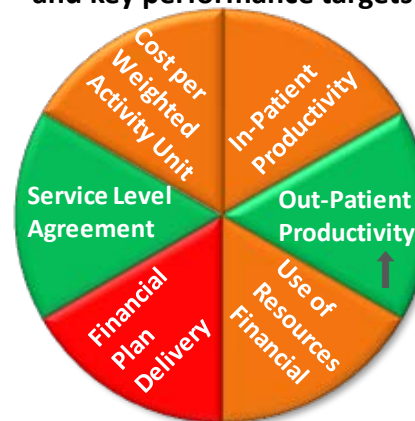 and key performance targets
Cost per
Weighted
Activity Unit
In-Patient
Productivity
Service Level
Agreement
Out-Patient
Productivity
Financial
Plan
Delivery
Use of
Resources
Financial